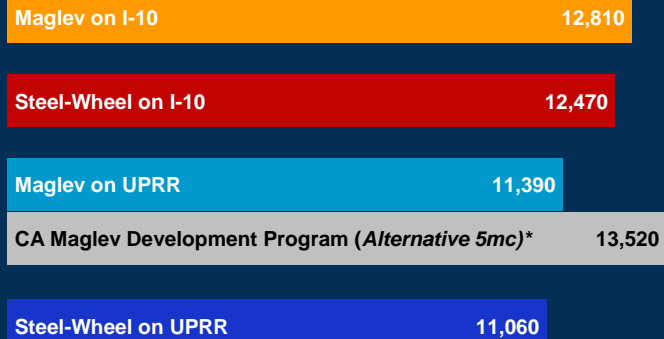 Maglev on I-10 12,810
Steel-Wheel on I-10 12,470
Maglev on UPRR 11,390
CA Maglev Development Program (Alternative 5mc)* 13,520
Steel-Wheel on UPRR 11,060